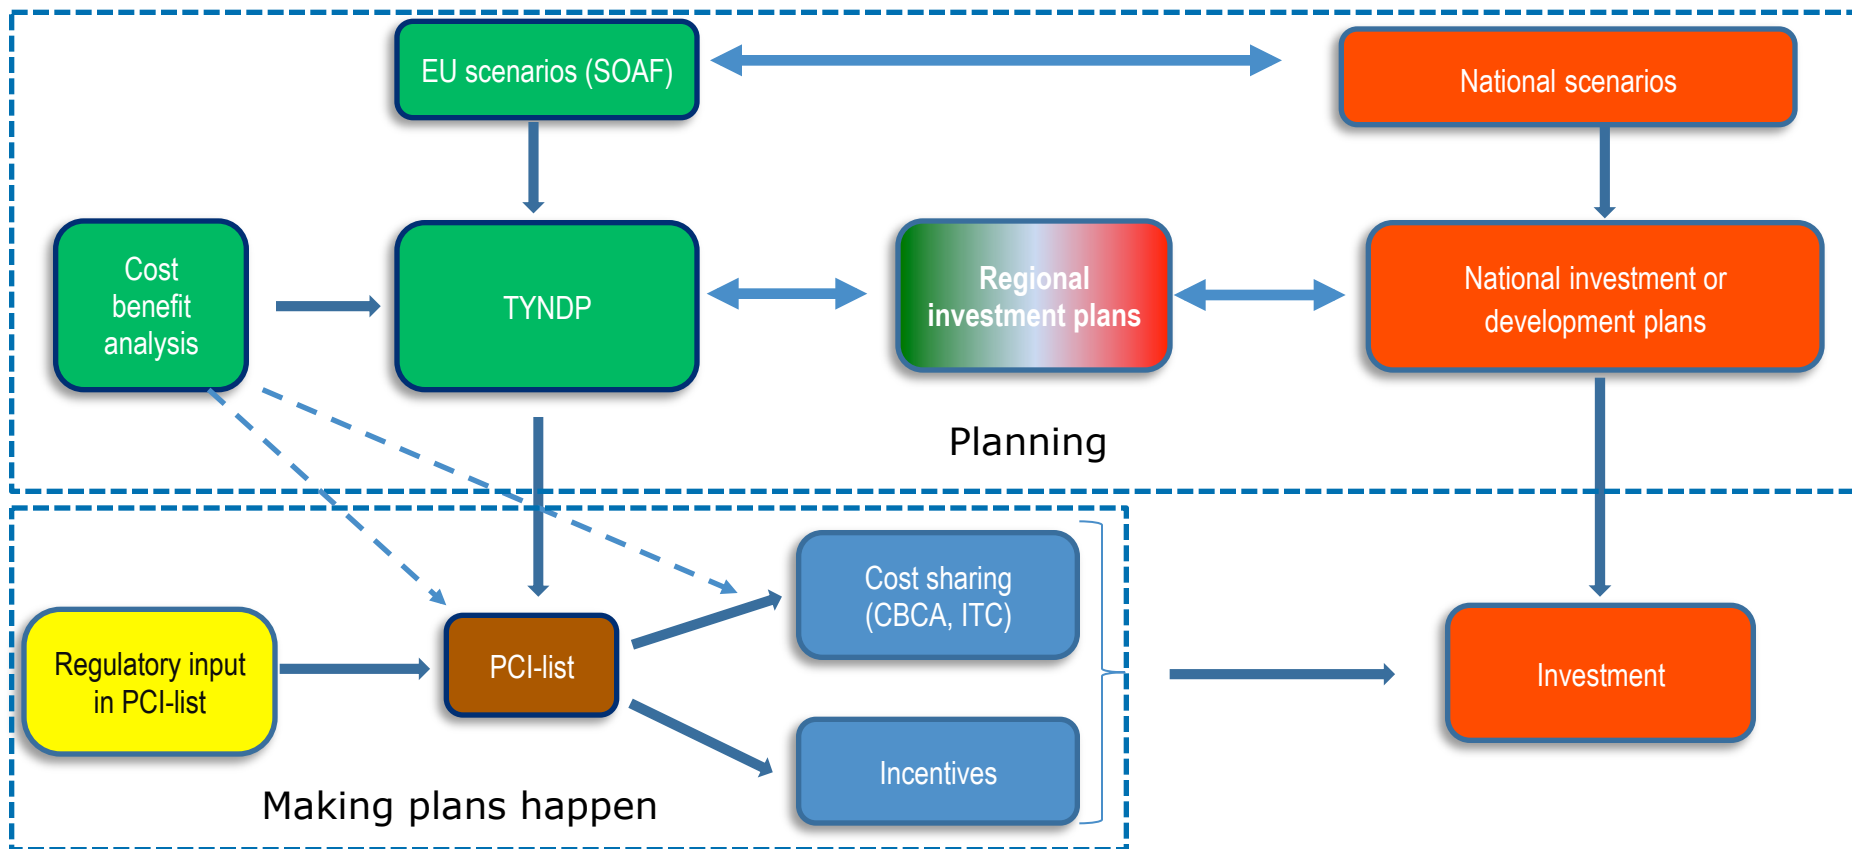 EU scenarios (SOAF)
National scenarios
Cost
benefit
analysis
TYNDP
Regional
investment plans
National investment or
development plans
Planning
Cost sharing
(CBCA, ITC)
Regulatory input
in PCI-list
PCI-list
Investment
Incentives
Making plans happen